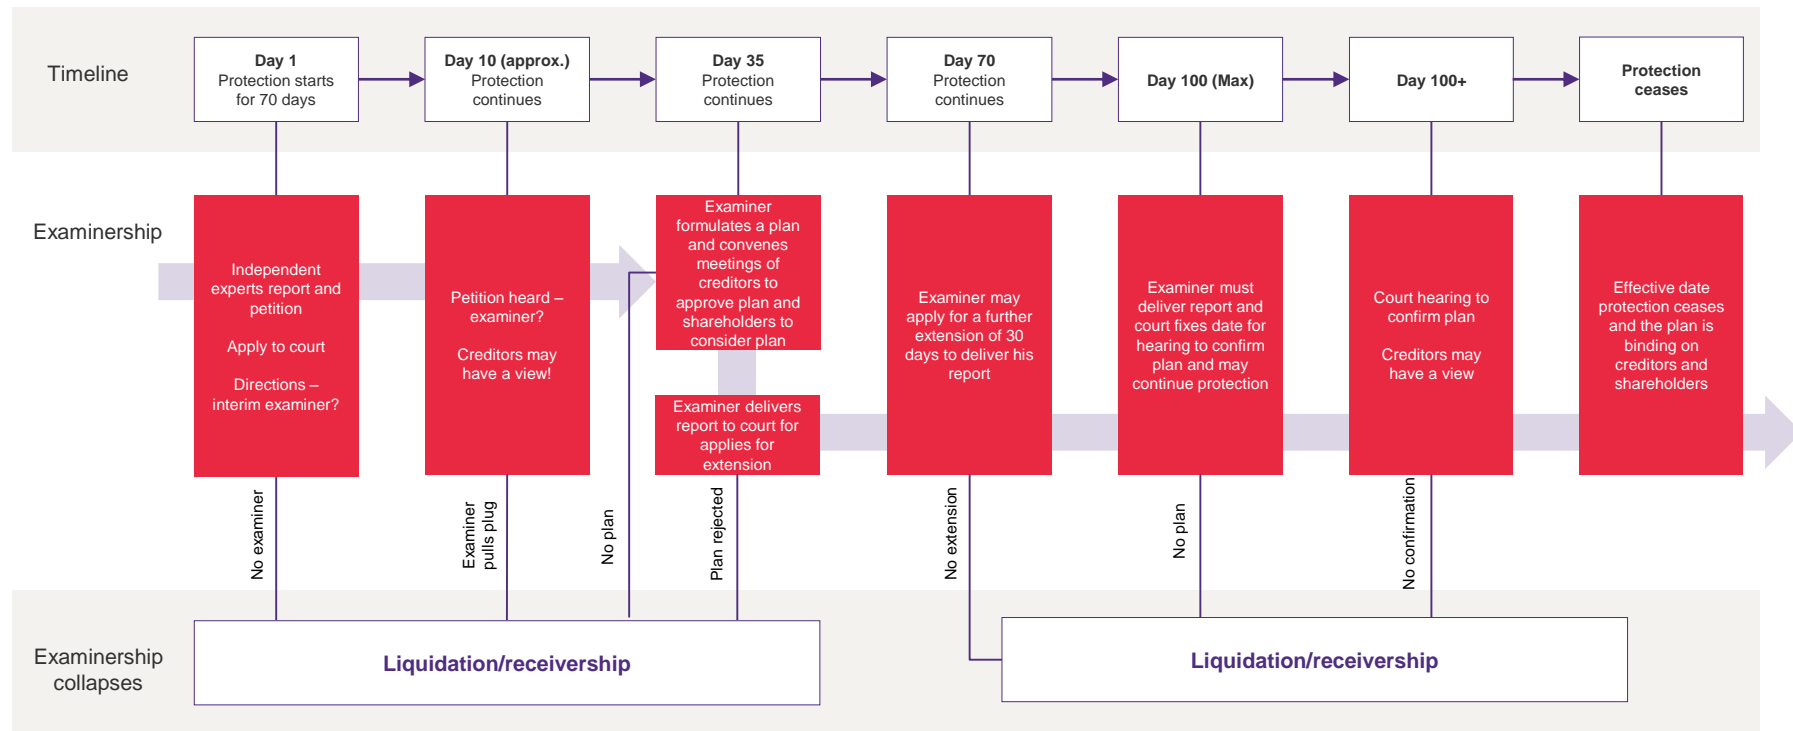 Timeline
Day 1
Protection starts
for 70 days
Day 10 (approx.)
Protection
continues
Day 35
Protection
continues
Day 70
Protection
continues
Day 100 (Max)
Day 100+
Protection
ceases
Examinership
Independent
experts report and
petition
Apply to court
Directions –
interim examiner?
Petition heard –
examiner?
Creditors may
have a view!
Examiner
formulates a plan
and convenes
meetings of
creditors to
approve plan and
shareholders to
consider plan
Examiner delivers
report to court for
applies for
extension
Examiner may
apply for a further
extension of 30
days to deliver his
report
Examiner must
deliver report and
court fixes date for
hearing to confirm
plan and may
continue protection
Court hearing to
confirm plan
Creditors may
have a view
Effective date
protection ceases
and the plan is
binding on
creditors and
shareholders
No examiner
Examiner
pulls plug
No plan
Plan rejected
No extension
No plan
No confirmation
Examinership
collapses
Liquidation/receivership
Liquidation/receivership